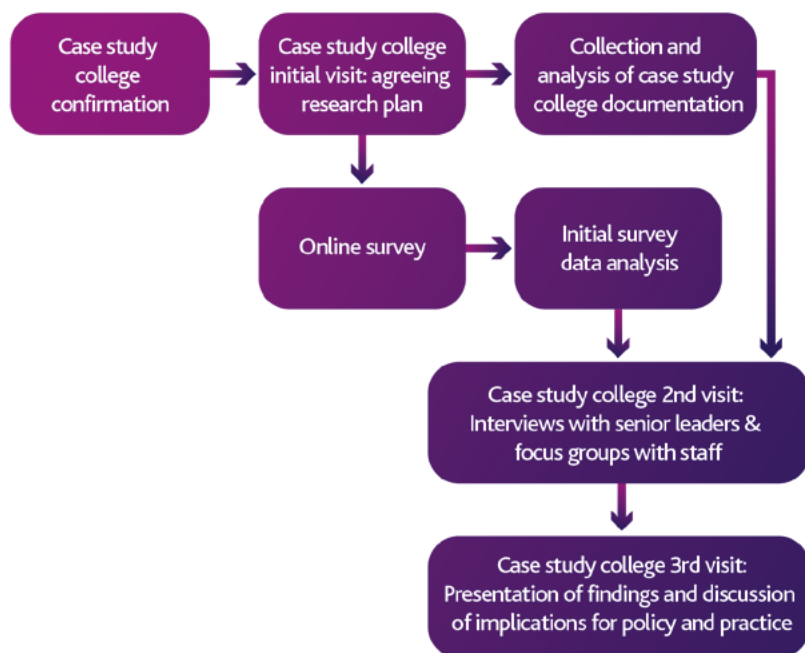 Case study
college
confirmation
Case study college
initial visit: agreeing
research plan
Collection and
analysis of case study
college documentation
Online survey
Initial survey
data analysis
Case study college 2nd visit:
Interviews with senior leaders &
focus groups with staff
Case study college 3rd visit:
Presentation of findings and discussion
of implications for policy and practice